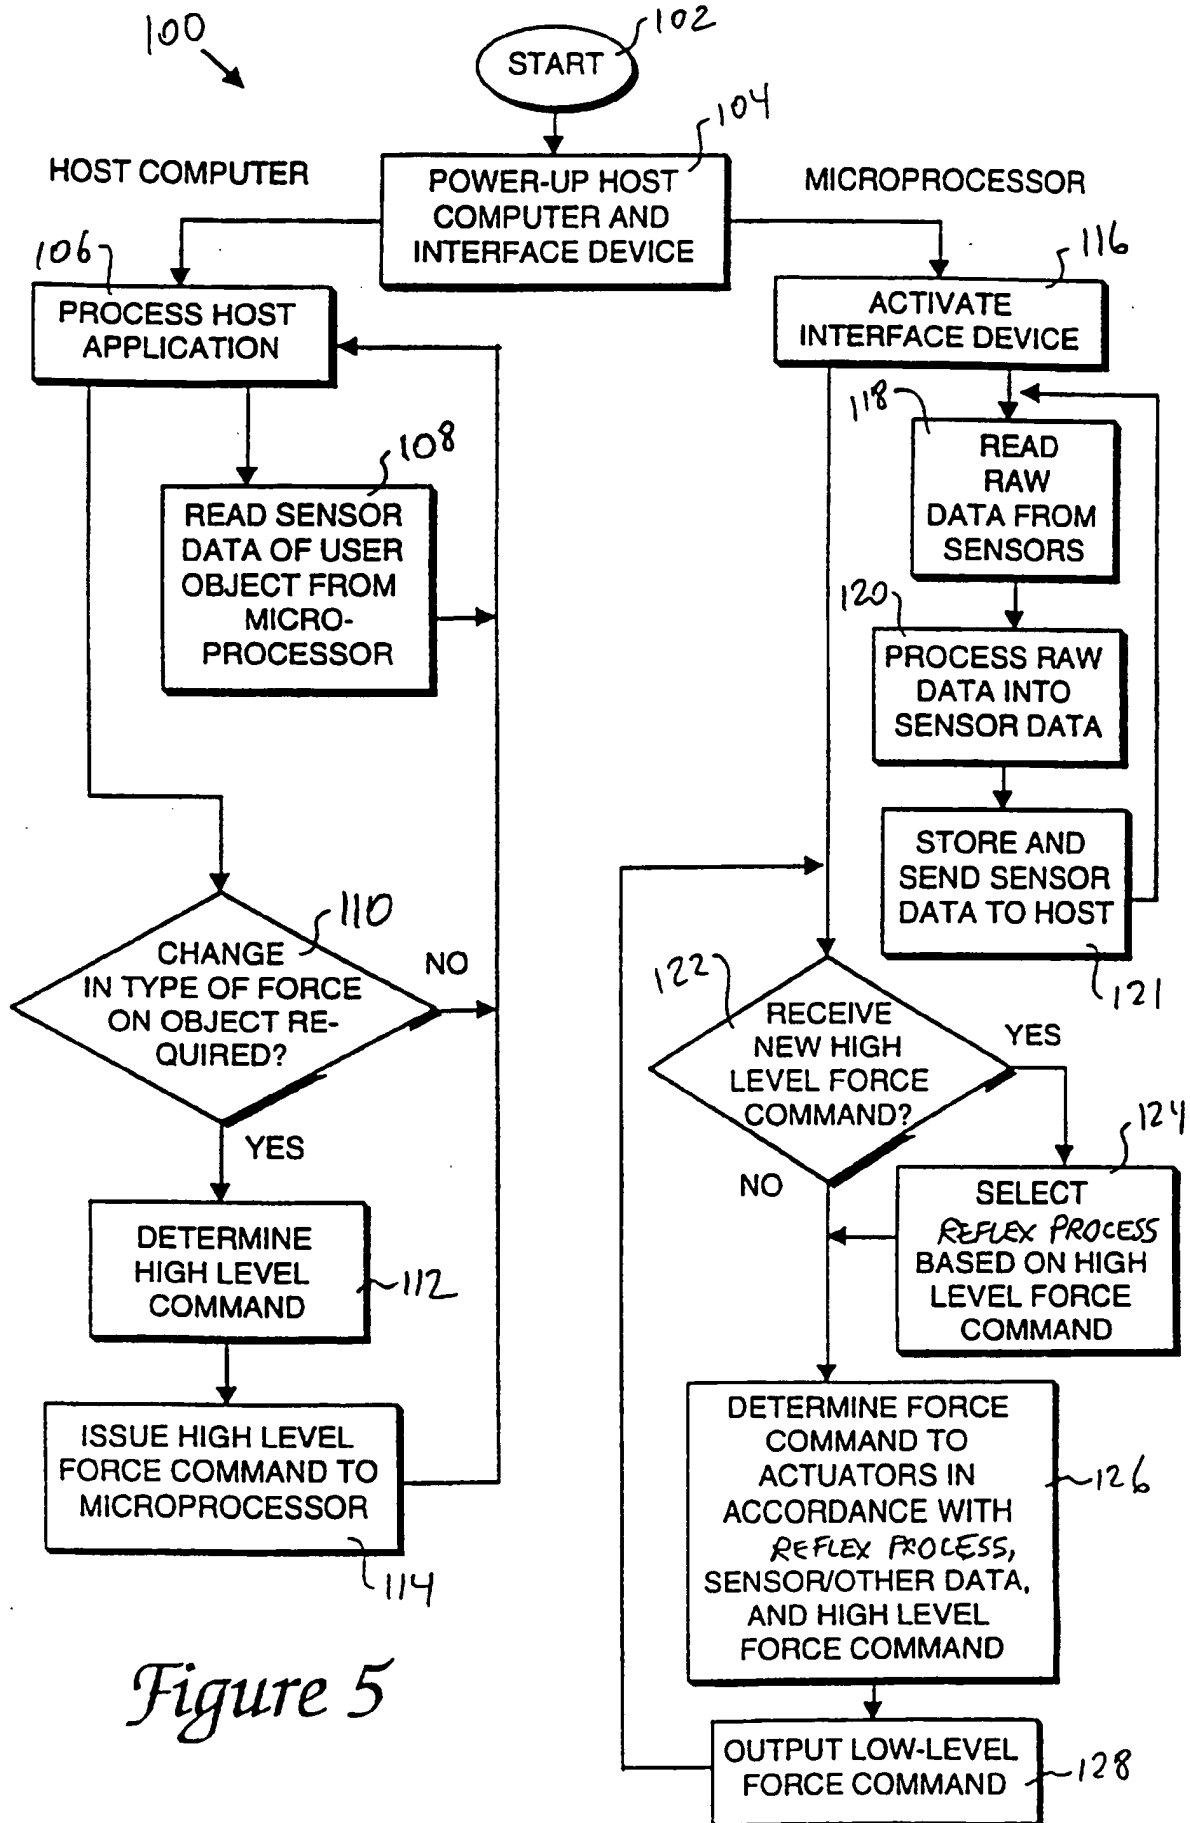 100
102
START
104
HOST COMPUTER
POWER-UP HOST
COMPUTER AND
INTERFACE DEVICE
MICROPROCESSOR
106
PROCESS HOST
APPLICATION
116
ACTIVATE
INTERFACE DEVICE
108
READ SENSOR
DATA OF USER
OBJECT FROM
MICRO-
PROCESSOR
118
READ
RAW
DATA FROM
SENSORS
120
PROCESS RAW
DATA INTO
SENSOR DATA
STORE AND
SEND SENSOR
DATA TO HOST
121
110
CHANGE
IN TYPE OF FORCE
ON OBJECT RE-
QUIRED?
NO
YES
122
RECEIVE
NEW HIGH
LEVEL FORCE
COMMAND?
YES
NO
124
SELECT
REFLEX PROCESS
BASED ON HIGH
LEVEL FORCE
COMMAND
DETERMINE
HIGH LEVEL
COMMAND
112
ISSUE HIGH LEVEL
FORCE COMMAND TO
MICROPROCESSOR
114
DETERMINE FORCE
COMMAND TO
ACTUATORS IN
ACCORDANCE WITH
REFLEX PROCESS,
SENSOR/OTHER DATA,
AND HIGH LEVEL
FORCE COMMAND
126
OUTPUT LOW-LEVEL
FORCE COMMAND
128
Figure 5